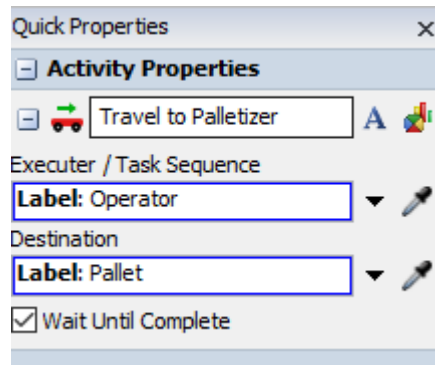 Quick Properties
Activity Properties
Travel to Palletizer
Executer / Task Sequence
Label: Operator
Destination
Label: Pallet
Wait Until Complete